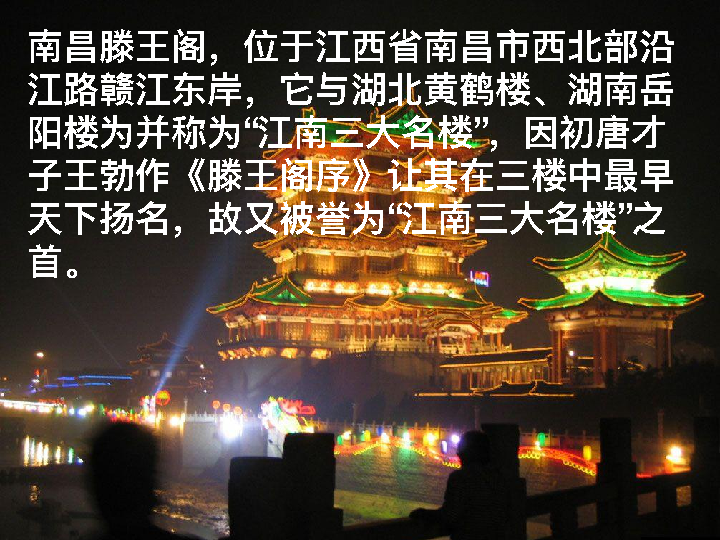 南昌滕王阁，位于江西省南昌市西北部沿
江路赣江东岸，它与湖北黄鹤楼、湖南岳
阳楼为并称为“江南三大名楼”，因初唐才
子王勃作《滕王阁序》让其在三楼中最早
天下扬名，故又被誉为“江南三大名楼”之
首。